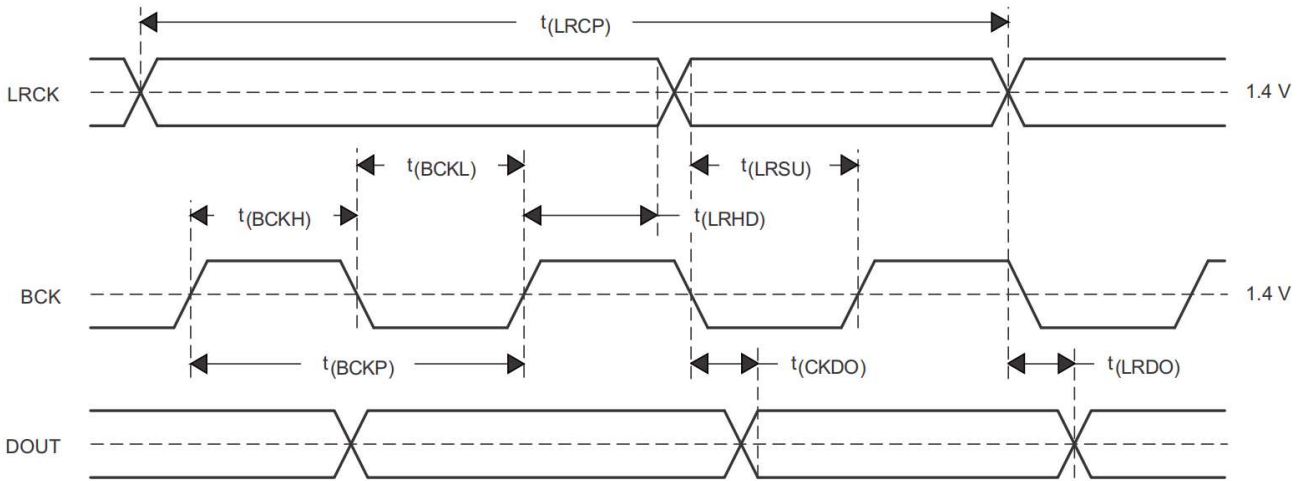 t(LRCP)
LRCK
1.4 V
t(BCKL)
t(LRSU)
t(BCKH)
t(LRHD)
BCK
1.4 V
t(BCKP)
t(CKDO)
t(LRDO)
DOUT